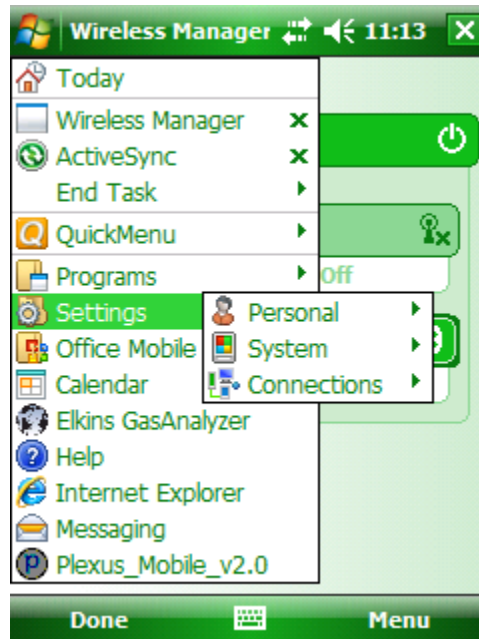 Wireless Manager 11:13
Today
Wireless Manager
ActiveSync
End Task
QuickMenu
Programs
Off
Settings
Personal
Office Mobile
System
Calendar
Connections
Elkins GasAnalyzer
Help
Internet Explorer
Messaging
Plexus_Mobile_v2.0
Done Menu